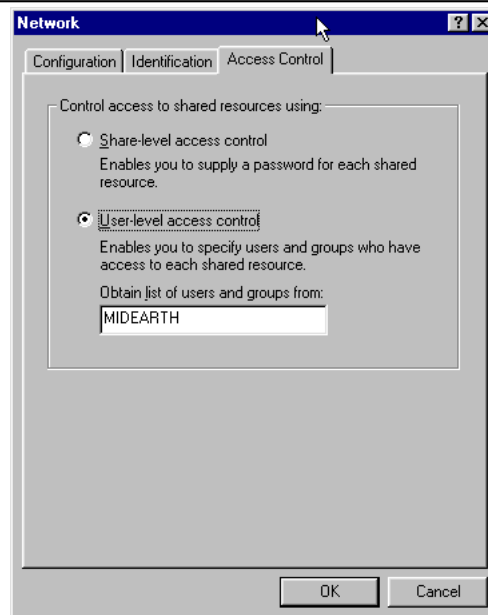 Network
Configuration Identification Access Control
Control access to shared resources using:
Share-level access control
Enables you to supply a password for each shared
resource.
User-level access control
Enables you to specify users and groups who have
access to each shared resource.
Obtain list of users and groups from:
MIDEARTH
OK Cancel